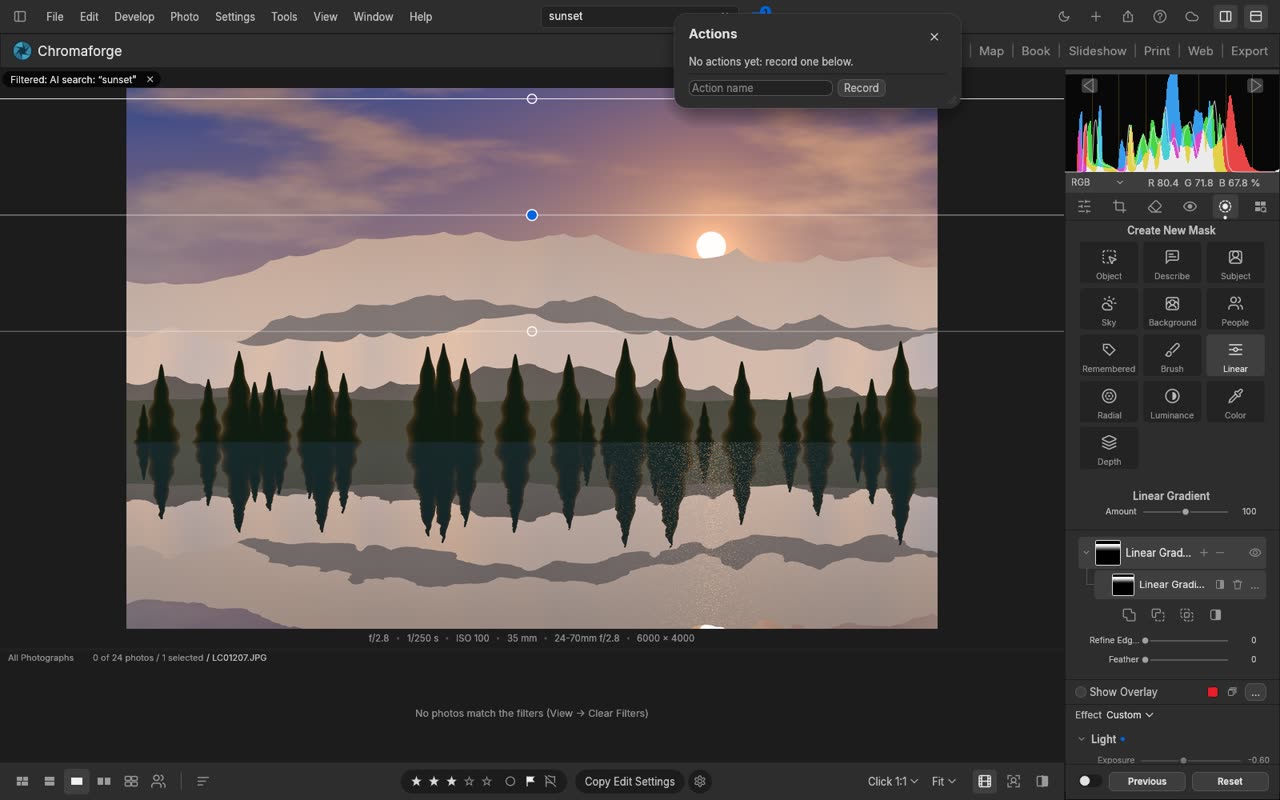 File Edit Develop Photo Settings Tools View Window Help
sunset
Chromaforge
Map Book Slideshow Print Web Export
Filtered: AI search: “sunset”
Actions
No actions yet: record one below.
Action name Record
RGB R 80.4 G 71.8 B 67.8 %
Create New Mask
Object Describe Subject
Sky Background People
Remembered Brush Linear
Radial Luminance Color
Depth
Linear Gradient
Amount 100
Linear Grad...
Linear Gradi...
Refine Edg... 0
Feather 0
Show Overlay
Effect Custom
Light
Exposure −0.60
f/2.8 • 1/250 s • ISO 100 • 35 mm • 24-70mm f/2.8 • 6000 × 4000
All Photographs 0 of 24 photos / 1 selected / LC01207.JPG
No photos match the filters (View → Clear Filters)
Copy Edit Settings
Click 1:1 Fit
Previous Reset